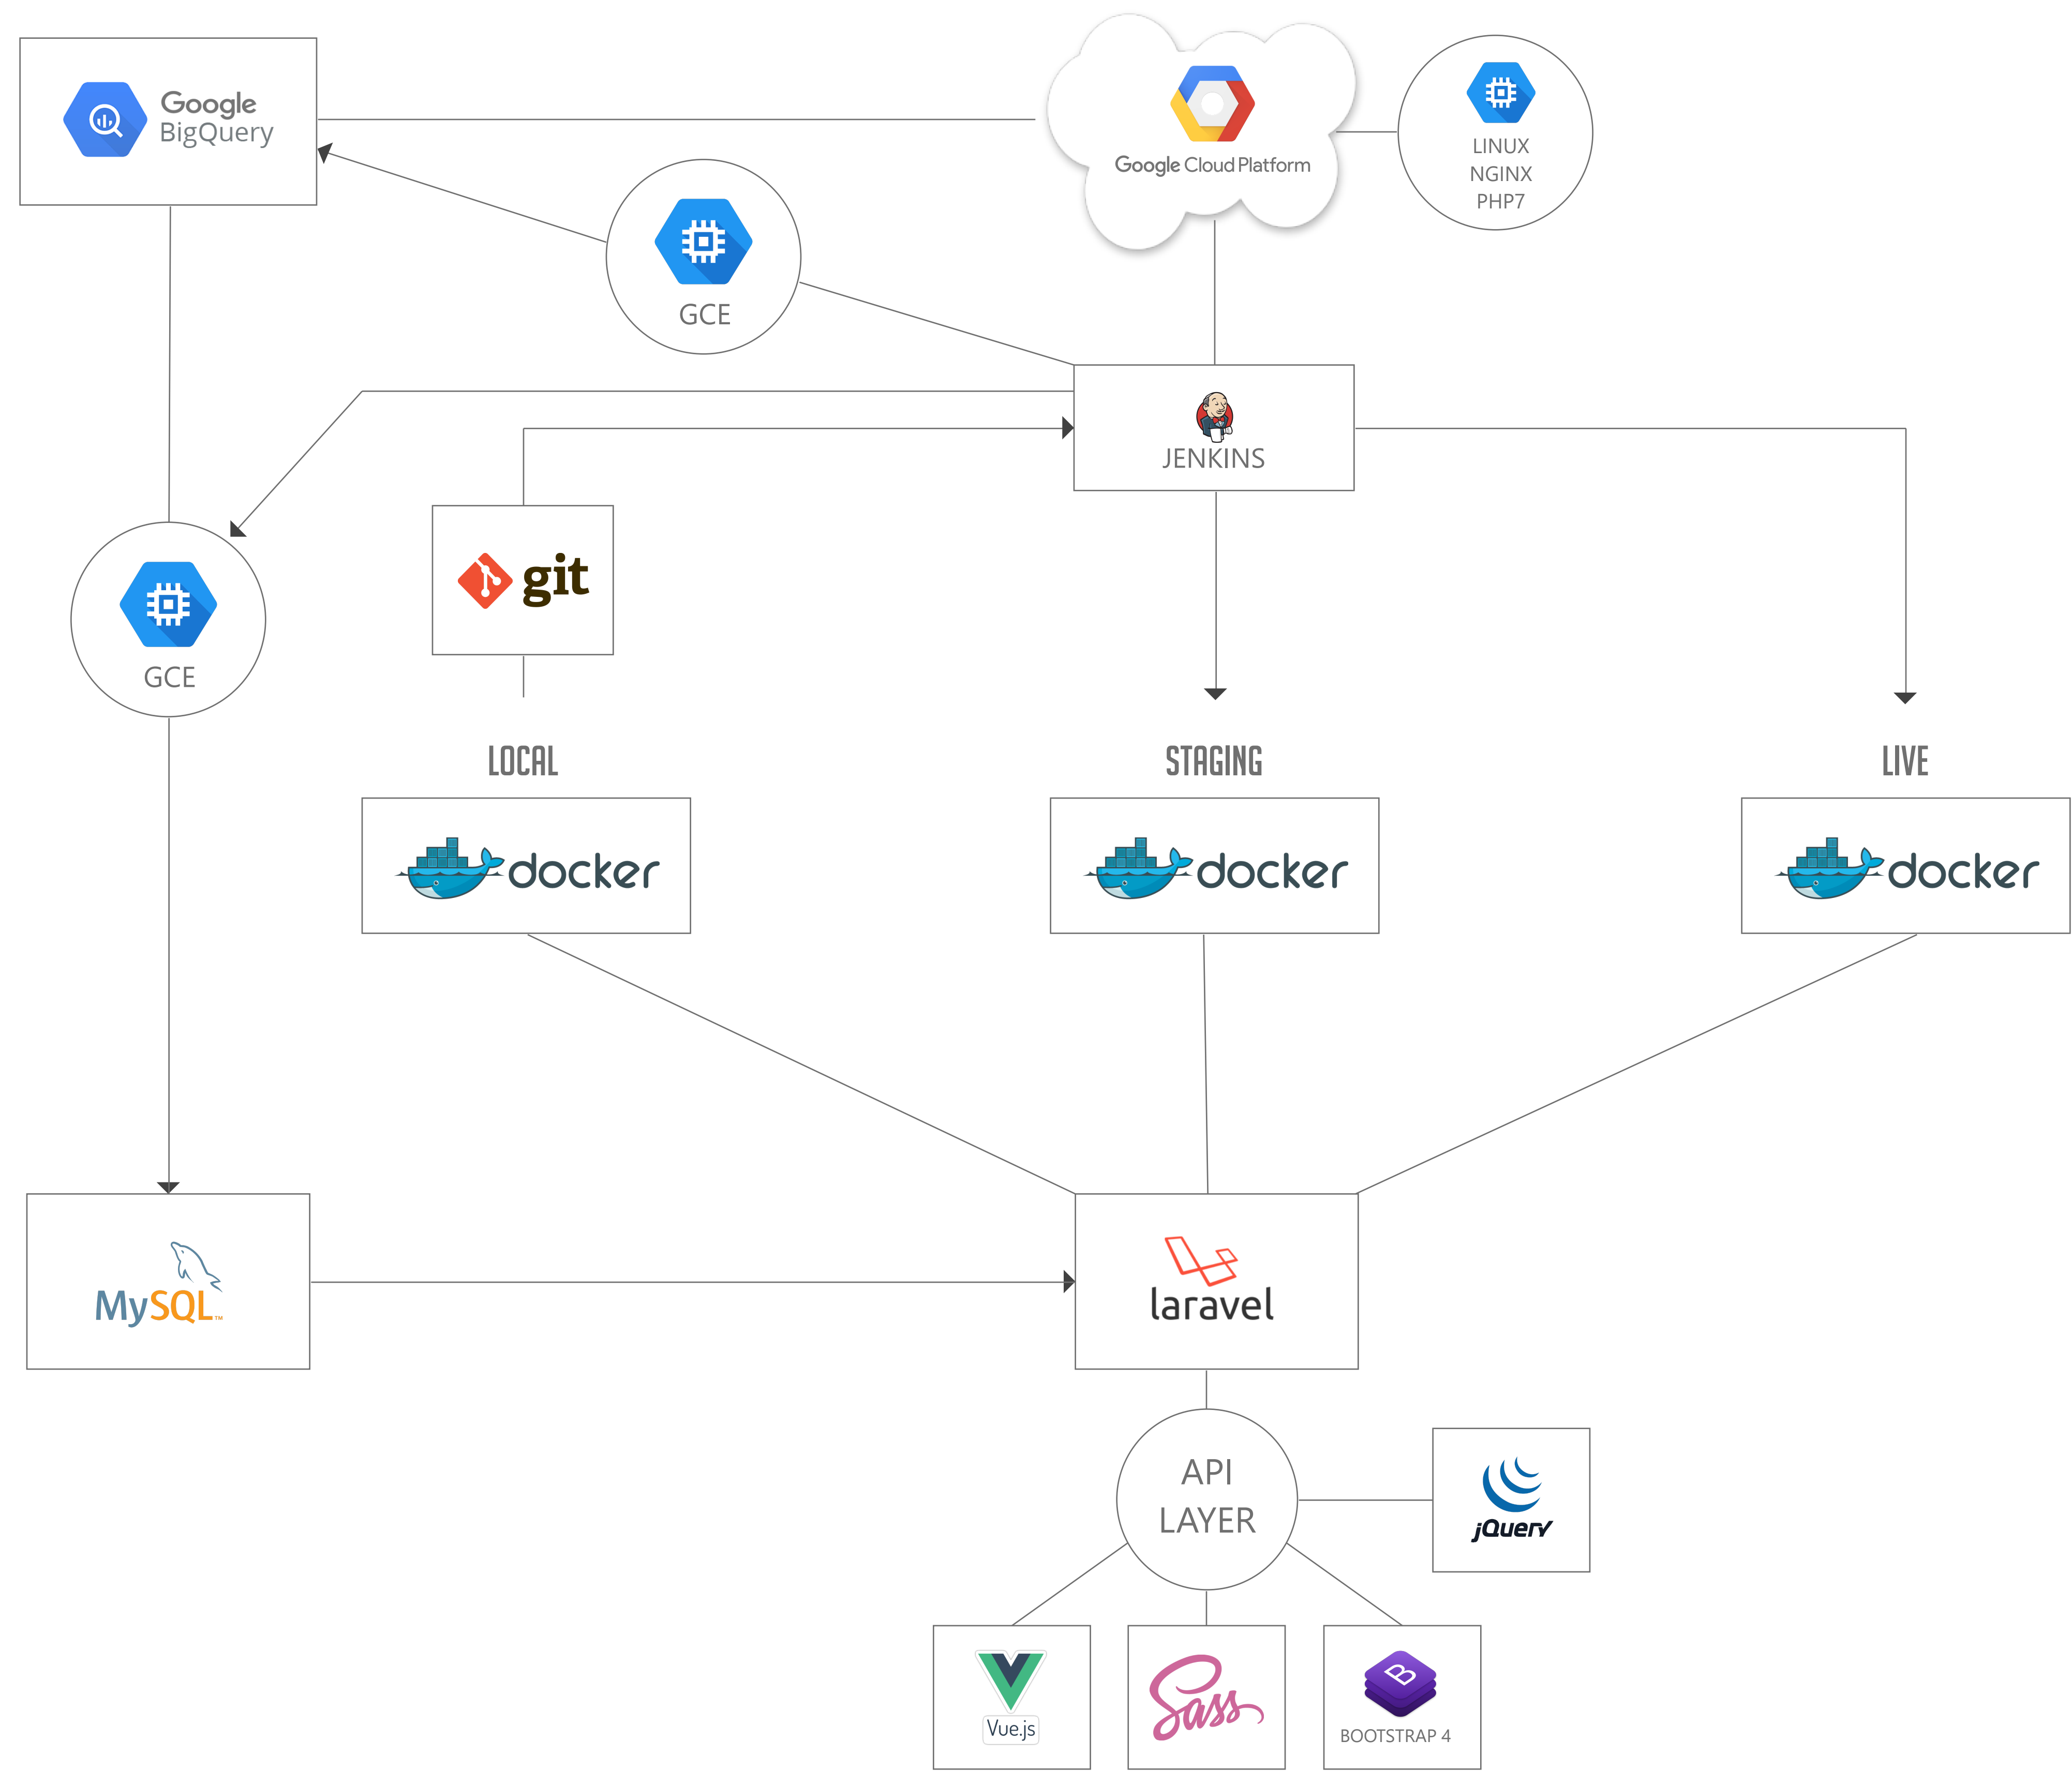 Google
BigQuery
Google Cloud Platform
LINUX
NGINX
PHP7
GCE
JENKINS
git
GCE
LOCAL
STAGING
LIVE
docker
docker
docker
MySQL™
laravel
API
LAYER
jQuery
Vue.js
Sass
BOOTSTRAP 4